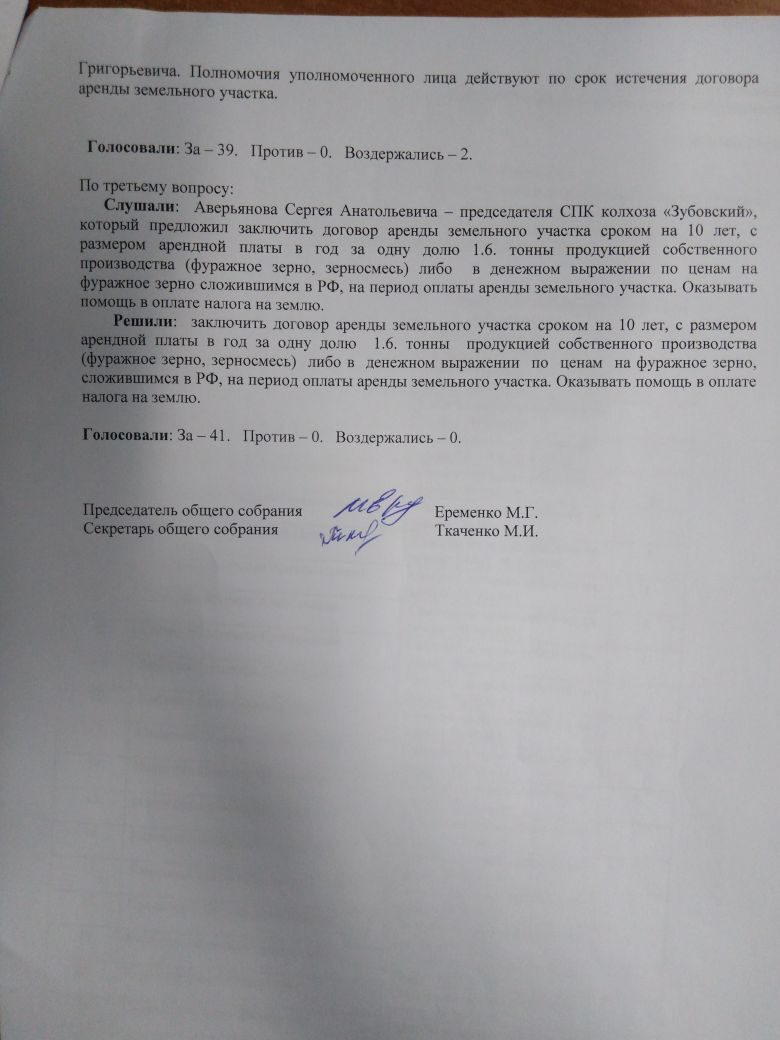 Григорьевича. Полномочия уполномоченного лица действуют по срок истечения договора
аренды земельного участка.
Голосовали: За – 39. Против – 0. Воздержались – 2.
По третьему вопросу:
Слушали: Аверьянова Сергея Анатольевича – председателя СПК колхоза «Зубовский»,
который предложил заключить договор аренды земельного участка сроком на 10 лет, с
размером арендной платы в год за одну долю 1.6. тонны продукцией собственного
производства (фуражное зерно, зерносмесь) либо в денежном выражении по ценам на
фуражное зерно сложившимся в РФ, на период оплаты аренды земельного участка. Оказывать
помощь в оплате налога на землю.
Решили: заключить договор аренды земельного участка сроком на 10 лет, с размером
арендной платы в год за одну долю 1.6. тонны продукцией собственного производства
(фуражное зерно, зерносмесь) либо в денежном выражении по ценам на фуражное зерно,
сложившимся в РФ, на период оплаты аренды земельного участка. Оказывать помощь в оплате
налога на землю.
Голосовали: За – 41. Против – 0. Воздержались – 0.
Председатель общего собрания Еременко М.Г.
Секретарь общего собрания Ткаченко М.И.